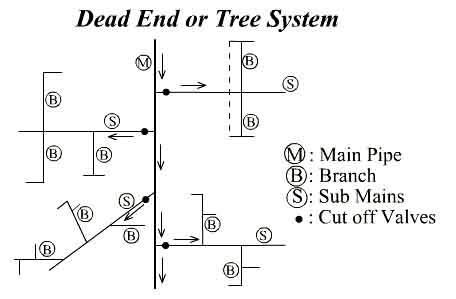 Dead End or Tree System
M
S
B
B
S
B
B
B
S
B
B
B
B
S
B
M : Main Pipe
B : Branch
S : Sub Mains
• : Cut off Valves